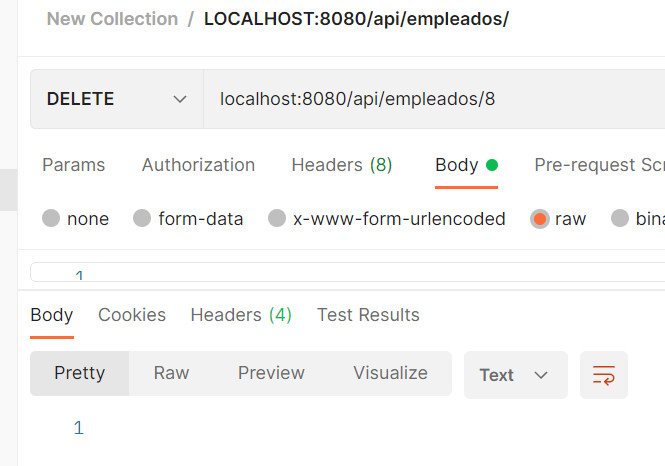 New Collection / LOCALHOST:8080/api/empleados/
DELETE localhost:8080/api/empleados/8
Params Authorization Headers (8) Body Pre-request Scr
none form-data x-www-form-urlencoded raw bina
1
Body Cookies Headers (4) Test Results
Pretty Raw Preview Visualize Text
1